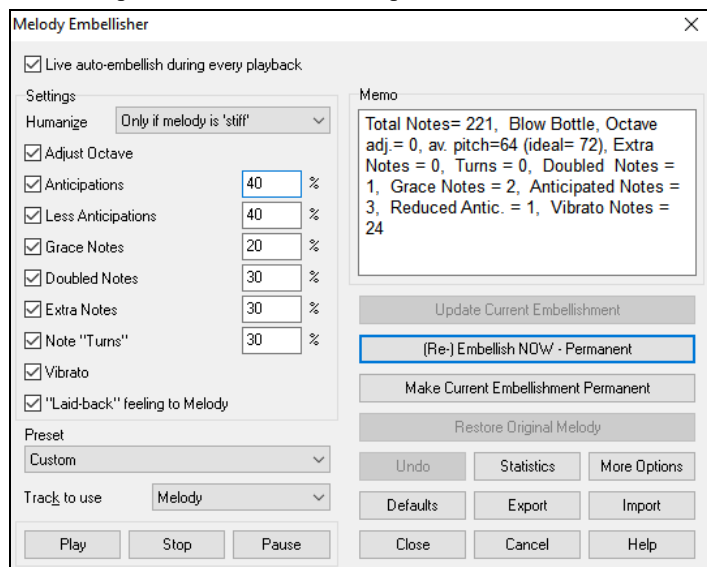 Melody Embellisher
Live auto-embellish during every playback
Settings
Humanize Only if melody is 'stiff'
Adjust Octave
Anticipations 40 %
Less Anticipations 40 %
Grace Notes 20 %
Doubled Notes 30 %
Extra Notes 30 %
Note "Turns" 30 %
Vibrato
"Laid-back" feeling to Melody
Preset
Custom
Track to use Melody
Play Stop Pause
Memo
Total Notes= 221, Blow Bottle, Octave
adj.= 0, av. pitch=64 (ideal= 72), Extra
Notes = 0, Turns = 0, Doubled Notes =
1, Grace Notes = 2, Anticipated Notes =
3, Reduced Antic. = 1, Vibrato Notes =
24
Update Current Embellishment
(Re-) Embellish NOW - Permanent
Make Current Embellishment Permanent
Restore Original Melody
Undo Statistics More Options
Defaults Export Import
Close Cancel Help